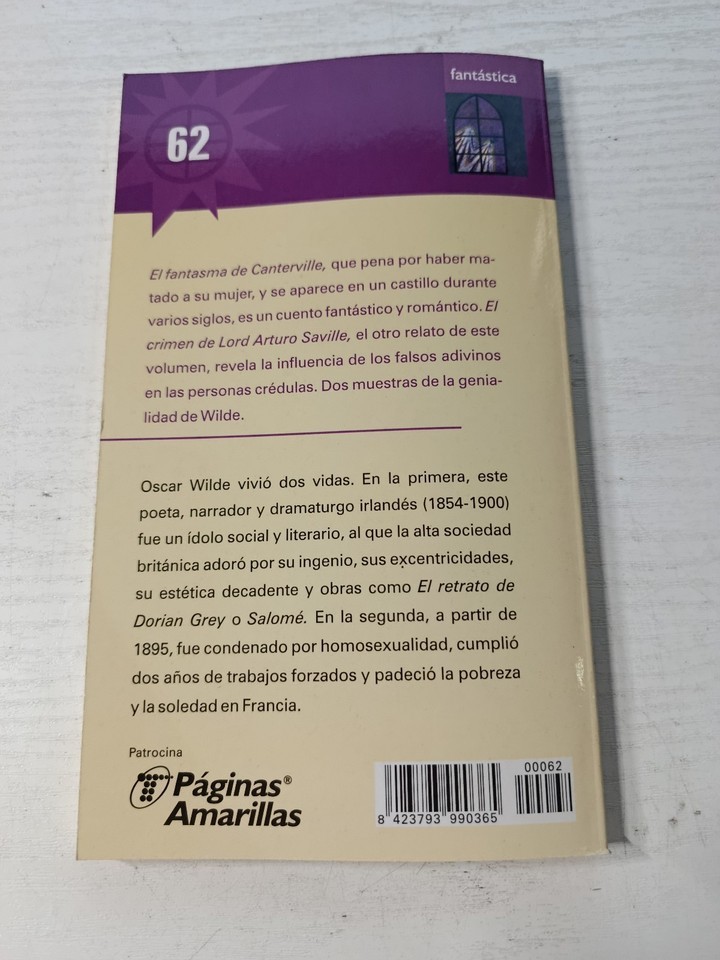 fantástica
62
El fantasma de Canterville, que pena por haber ma-
tado a su mujer, y se aparece en un castillo durante
varios siglos, es un cuento fantástico y romántico. El
crimen de Lord Arturo Saville, el otro relato de este
volumen, revela la influencia de los falsos adivinos
en las personas crédulas. Dos muestras de la genia-
lidad de Wilde.
Oscar Wilde vivió dos vidas. En la primera, este
poeta, narrador y dramaturgo irlandés (1854-1900)
fue un ídolo social y literario, al que la alta sociedad
británica adoró por su ingenio, sus excentricidades,
su estética decadente y obras como El retrato de
Dorian Grey o Salomé. En la segunda, a partir de
1895, fue condenado por homosexualidad, cumplió
dos años de trabajos forzados y padeció la pobreza
y la soledad en Francia.
Patrocina
Páginas®
Amarillas
00062
8 423793 990365